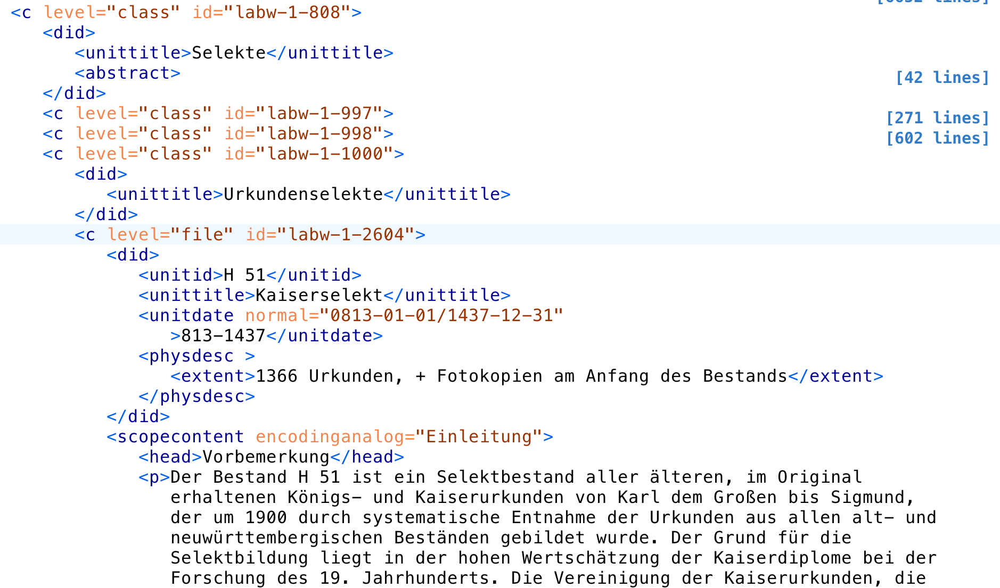 <c level="class" id="labw-1-808">
<did>
<unittitle>Selekte</unittitle>
<abstract> [42 lines]
</did>
<c level="class" id="labw-1-997"> [271 lines]
<c level="class" id="labw-1-998"> [602 lines]
<c level="class" id="labw-1-1000">
<did>
<unittitle>Urkundenselekte</unittitle>
</did>
<c level="file" id="labw-1-2604">
<did>
<unitid>H 51</unitid>
<unittitle>Kaiserselekt</unittitle>
<unitdate normal="0813-01-01/1437-12-31"
>813-1437</unitdate>
<physdesc >
<extent>1366 Urkunden, + Fotokopien am Anfang des Bestands</extent>
</physdesc>
</did>
<scopecontent encodinganalog="Einleitung">
<head>Vorbemerkung</head>
<p>Der Bestand H 51 ist ein Selektbestand aller älteren, im Original
erhaltenen Königs- und Kaiserurkunden von Karl dem Großen bis Sigmund,
der um 1900 durch systematische Entnahme der Urkunden aus allen alt- und
neuwürttembergischen Beständen gebildet wurde. Der Grund für die
Selektbildung liegt in der hohen Wertschätzung der Kaiserdiplome bei der
Forschung des 19. Jahrhunderts. Die Vereinigung der Kaiserurkunden, die